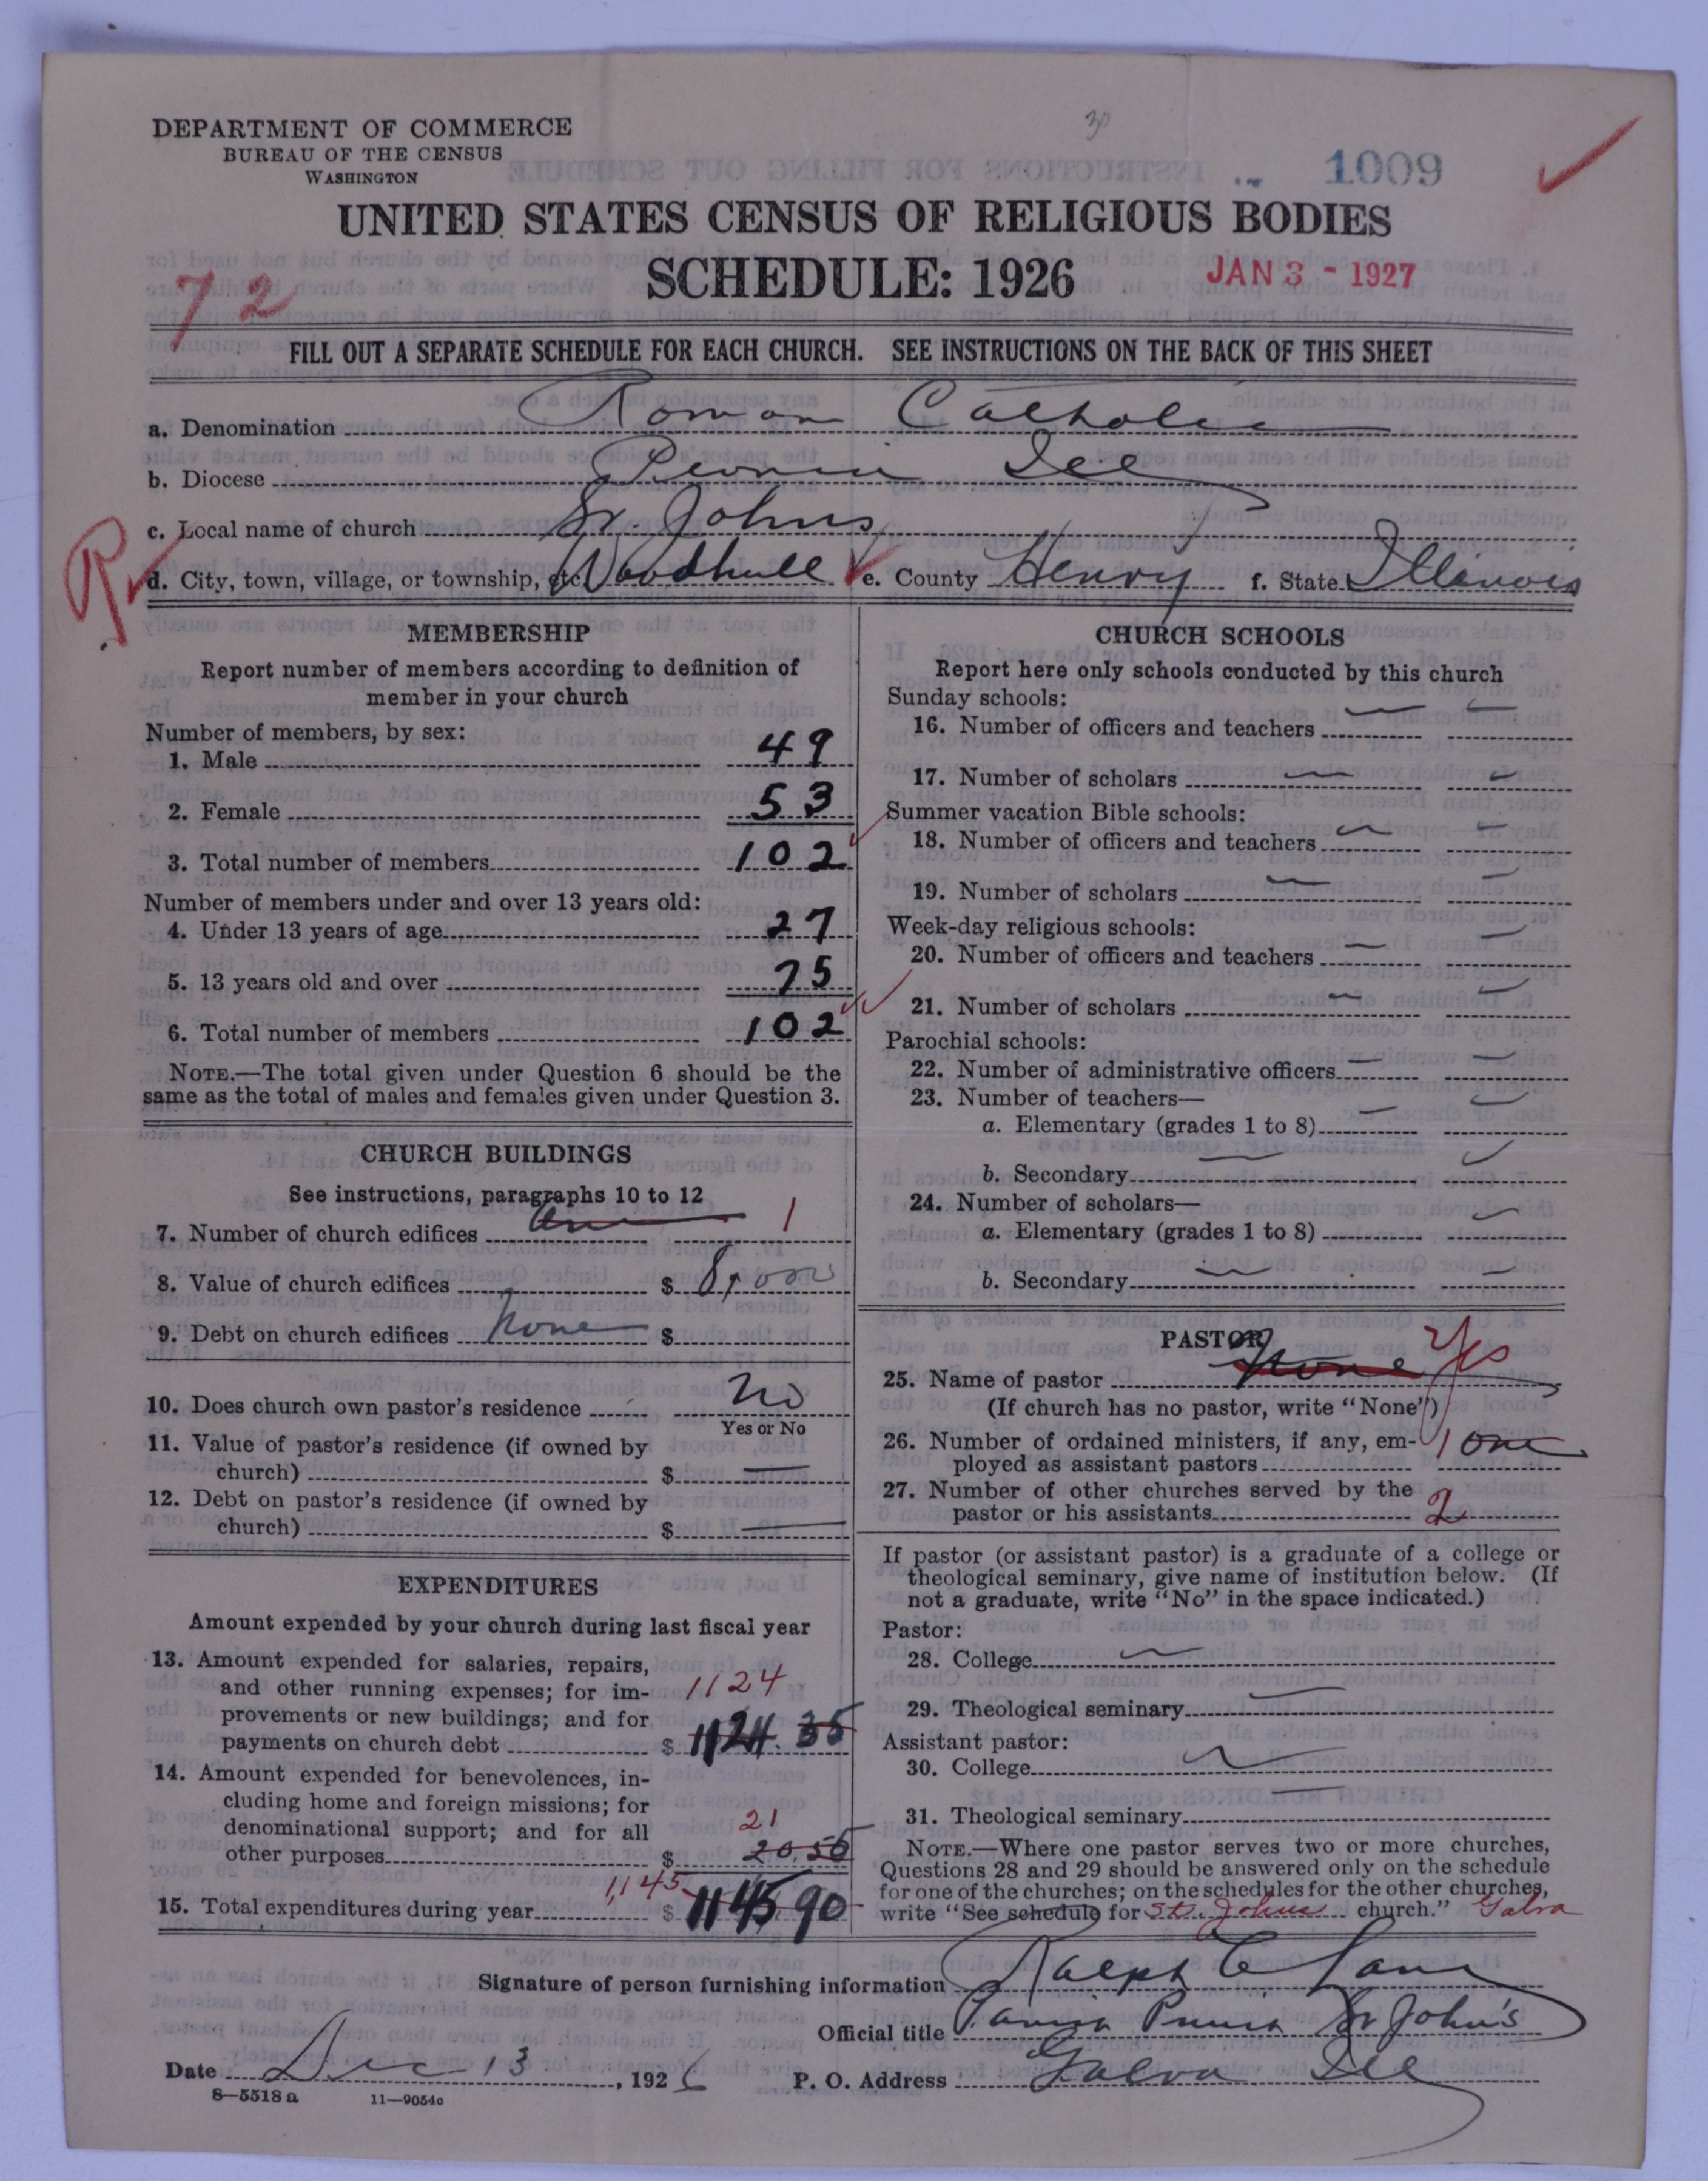 30
DEPARTMENT OF COMMERCE
BUREAU OF THE CENSUS
WASHINGTON
1009
UNITED STATES CENSUS OF RELIGIOUS BODIES
SCHEDULE: 1926
JAN 3 - 1927
72
FILL OUT A SEPARATE SCHEDULE FOR EACH CHURCH. SEE INSTRUCTIONS ON THE BACK OF THIS SHEET
a. Denomination Roman Catholic
b. Diocese Peoria Ill
c. Local name of church St. Johns
R
d. City, town, village, or township, etc. Woodhull e. County Henry f. State Illinois
MEMBERSHIP
Report number of members according to definition of
member in your church
Number of members, by sex:
1. Male 49
2. Female 53
3. Total number of members 102
Number of members under and over 13 years old:
4. Under 13 years of age 27
5. 13 years old and over 75
6. Total number of members 102
NOTE.—The total given under Question 6 should be the
same as the total of males and females given under Question 3.
CHURCH BUILDINGS
See instructions, paragraphs 10 to 12
7. Number of church edifices one 1
8. Value of church edifices $ 8,000
9. Debt on church edifices none $
10. Does church own pastor's residence No
Yes or No
11. Value of pastor's residence (if owned by
church) $
12. Debt on pastor's residence (if owned by
church) $
EXPENDITURES
Amount expended by your church during last fiscal year
13. Amount expended for salaries, repairs,
and other running expenses; for im- 1124
provements or new buildings; and for
payments on church debt $ 1124.35
14. Amount expended for benevolences, in-
cluding home and foreign missions; for
denominational support; and for all 21
other purposes $ 20.50
1,145
15. Total expenditures during year $ 1145 90
CHURCH SCHOOLS
Report here only schools conducted by this church
Sunday schools:
16. Number of officers and teachers
17. Number of scholars
Summer vacation Bible schools:
18. Number of officers and teachers
19. Number of scholars
Week-day religious schools:
20. Number of officers and teachers
21. Number of scholars
Parochial schools:
22. Number of administrative officers
23. Number of teachers—
a. Elementary (grades 1 to 8)
b. Secondary
24. Number of scholars—
a. Elementary (grades 1 to 8)
b. Secondary
PASTOR
25. Name of pastor None Yes
(If church has no pastor, write "None")
26. Number of ordained ministers, if any, em- 1 one
ployed as assistant pastors
27. Number of other churches served by the
pastor or his assistants 2
If pastor (or assistant pastor) is a graduate of a college or
theological seminary, give name of institution below. (If
not a graduate, write "No" in the space indicated.)
Pastor:
28. College
29. Theological seminary
Assistant pastor:
30. College
31. Theological seminary
NOTE.—Where one pastor serves two or more churches,
Questions 28 and 29 should be answered only on the schedule
for one of the churches; on the schedules for the other churches,
write "See schedule for St. Johns church." Galva
Signature of person furnishing information Ralph C
Official title St John's
Date Dec 13, 1926
P. O. Address Galva Ill
8—5518 a 11—9054c